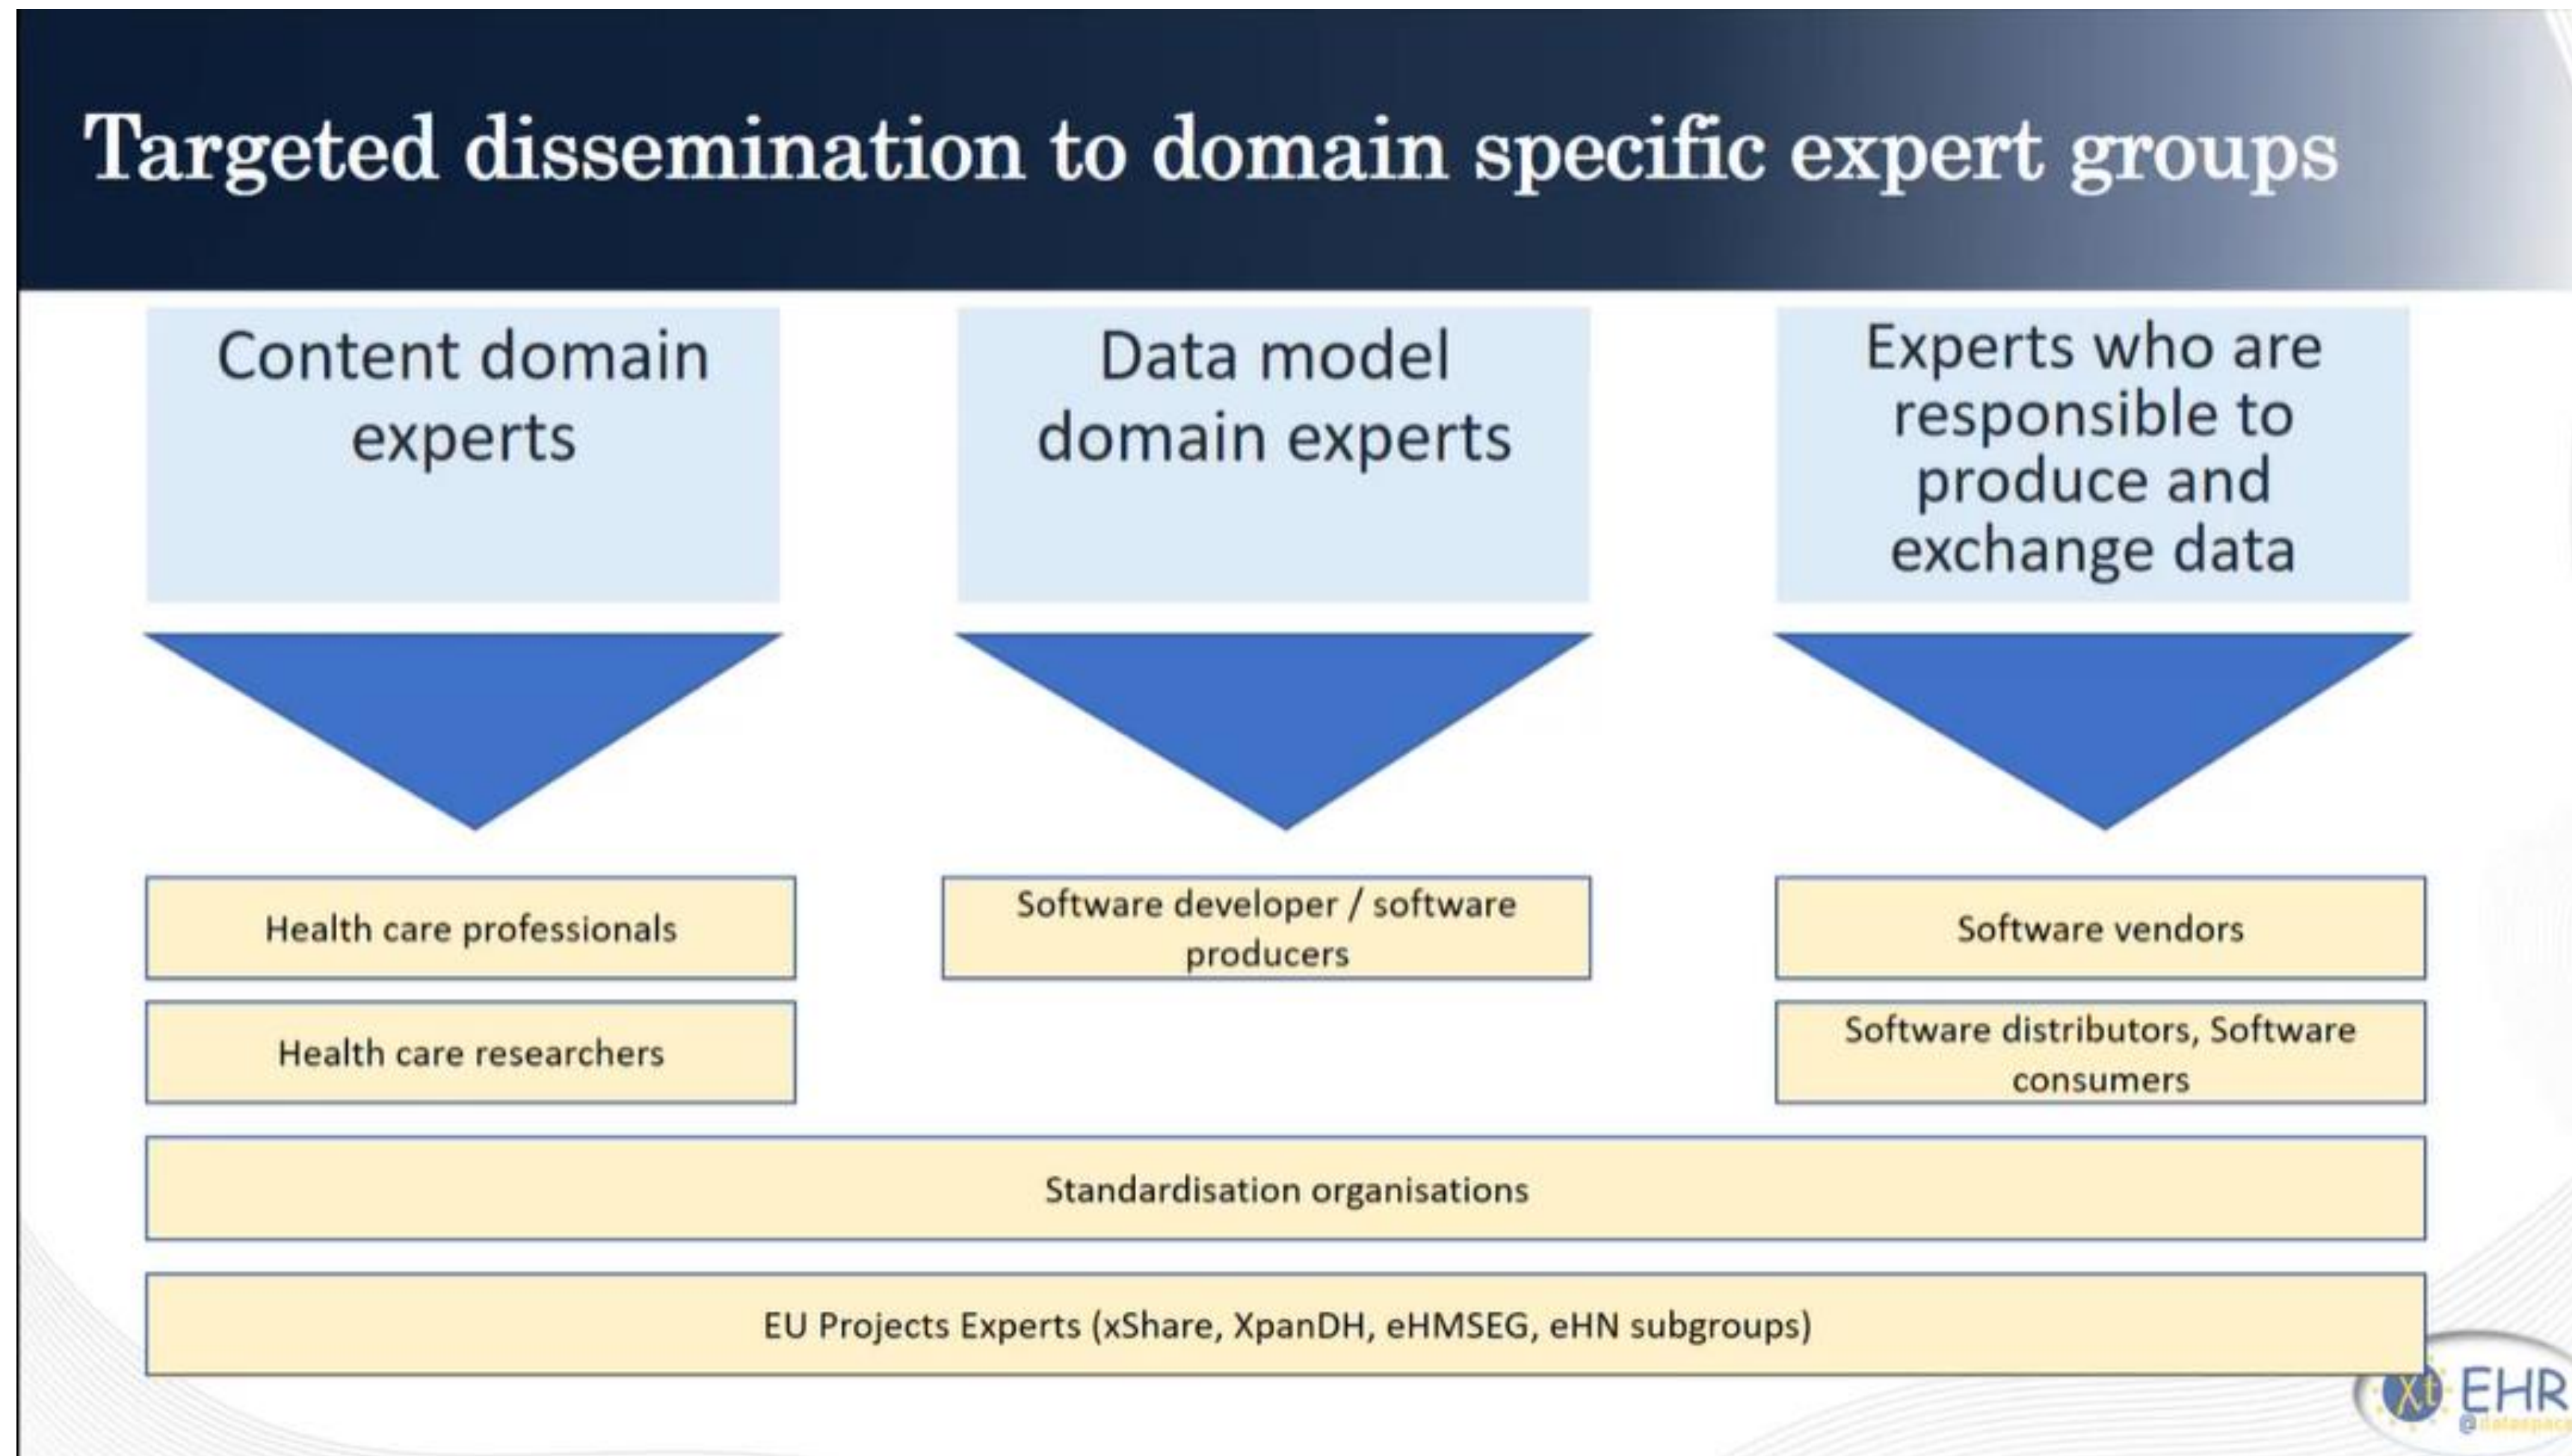 Targeted dissemination to domain specific expert groups
Content domain
experts
Data model
domain experts
Experts who are
responsible to
produce and
exchange data
Health care professionals
Health care researchers
Software developer / software
producers
Software vendors
Software distributors, Software
consumers
Standardisation organisations
EU Projects Experts (xShare, XpanDH, eHMSEG, eHN subgroups)
Xt EHR
@dataspace